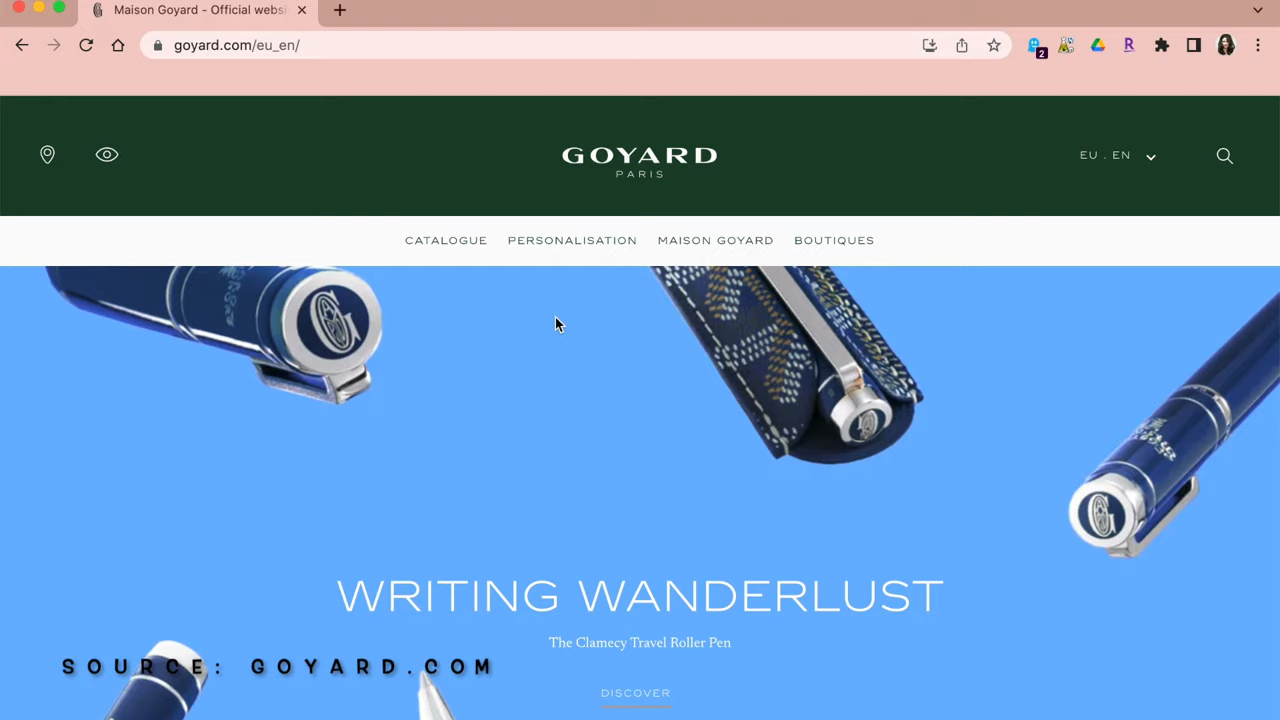 Maison Goyard - Official websi
goyard.com/eu_en/
2
R
GOYARD
PARIS
EU . EN
CATALOGUE PERSONALISATION MAISON GOYARD BOUTIQUES
WRITING WANDERLUST
The Clamecy Travel Roller Pen
SOURCE: GOYARD.COM
DISCOVER